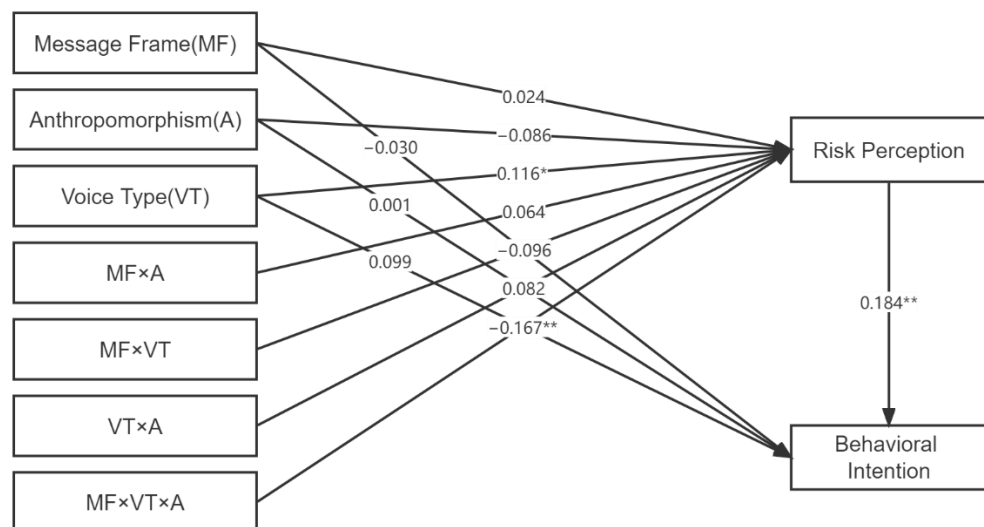 Message Frame(MF)
Anthropomorphism(A)
Voice Type(VT)
MF×A
MF×VT
VT×A
MF×VT×A
0.024
−0.086
−0.030
0.116*
0.001
0.064
0.099
−0.096
0.082
−0.167**
Risk Perception
0.184**
Behavioral
Intention